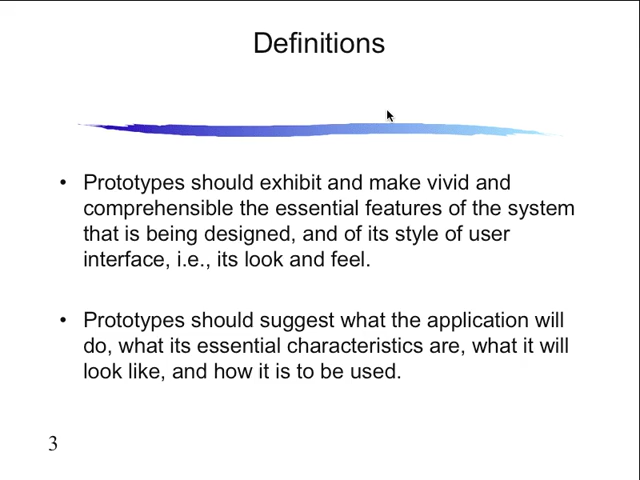 Definitions
• Prototypes should exhibit and make vivid and
comprehensible the essential features of the system
that is being designed, and of its style of user
interface, i.e., its look and feel.
• Prototypes should suggest what the application will
do, what its essential characteristics are, what it will
look like, and how it is to be used.
3